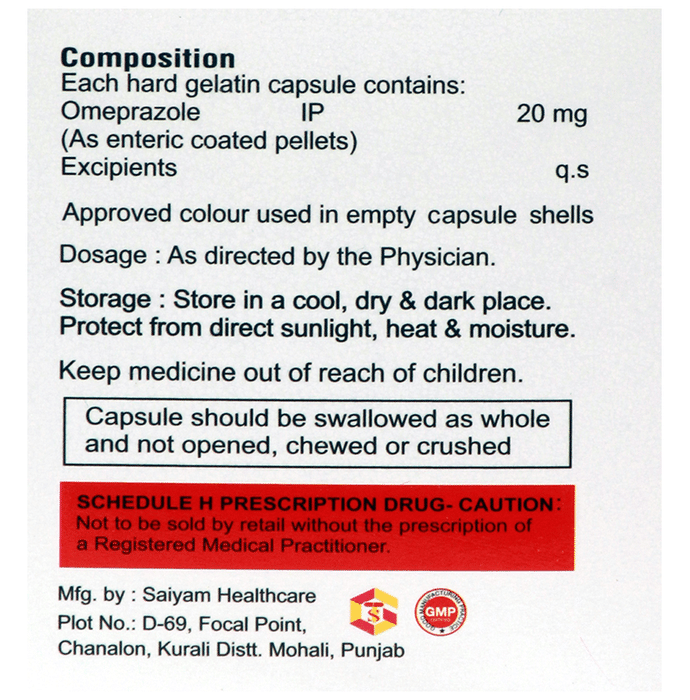 Composition
Each hard gelatin capsule contains:
Omeprazole IP 20 mg
(As enteric coated pellets)
Excipients q.s
Approved colour used in empty capsule shells
Dosage : As directed by the Physician.
Storage : Store in a cool, dry & dark place.
Protect from direct sunlight, heat & moisture.
Keep medicine out of reach of children.
Capsule should be swallowed as whole
and not opened, chewed or crushed
SCHEDULE H PRESCRIPTION DRUG- CAUTION:
Not to be sold by retail without the prescription of
a Registered Medical Practitioner.
Mfg. by : Saiyam Healthcare
Plot No.: D-69, Focal Point,
Chanalon, Kurali Distt. Mohali, Punjab
GOOD MANUFACTURING PRACTICE
GMP
CERTIFIED